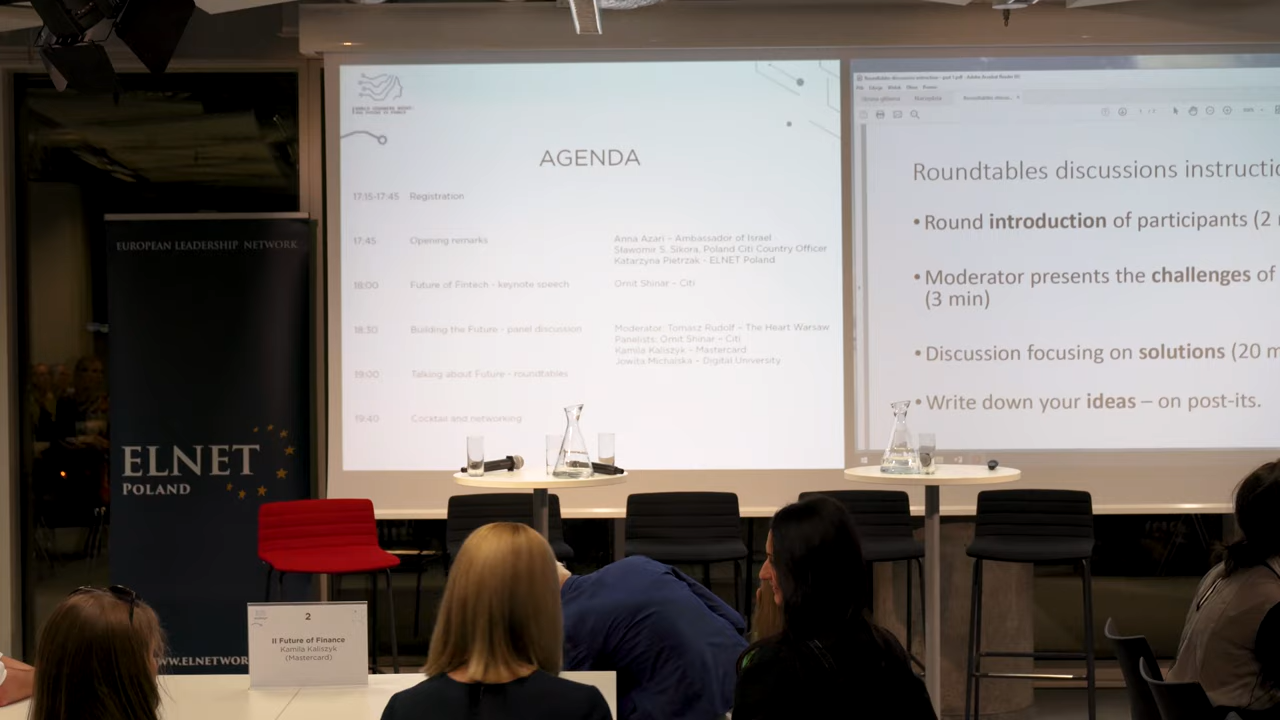 AGENDA
17:15-17:45 Registration
17:45 Opening remarks Anna Azari – Ambassador of Israel
Sławomir S. Sikora, Poland Citi Country Officer
Katarzyna Pietrzak - ELNET Poland
18:00 Future of Fintech - keynote speech Ornit Shinar – Citi
18:30 Building the Future - panel discussion Moderator: Tomasz Rudolf – The Heart Warsaw
Panelists: Ornit Shinar – Citi
Kamila Kaliszyk – Mastercard
Jowita Michalska – Digital University
19:00 Talking about Future - roundtables
19:40 Cocktail and networking
Roundtables discussions instructio
• Round introduction of participants (2
• Moderator presents the challenges of
(3 min)
• Discussion focusing on solutions (20 m
• Write down your ideas – on post-its.
EUROPEAN LEADERSHIP NETWORK
ELNET
POLAND
WWW.ELNETWOR
2
II Future of Finance
Kamila Kaliszyk
(Mastercard)